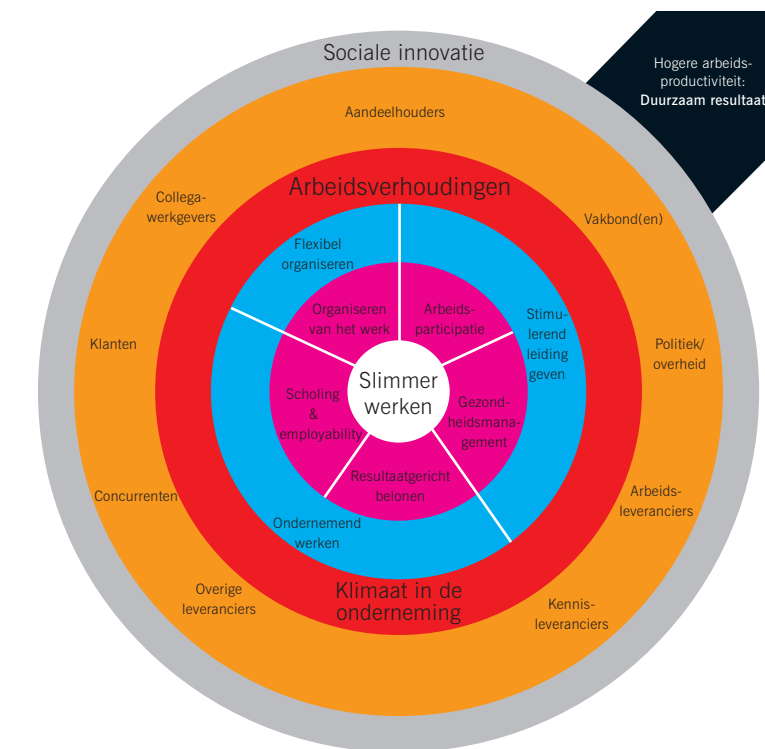 Sociale innovatie
Hogere arbeids-
productiviteit:
Duurzaam resultaat
Aandeelhouders
Arbeidsverhoudingen
Collega-
werkgevers
Vakbond(en)
Flexibel
organiseren
Organiseren
van het werk
Arbeids-
participatie
Stimu-
lerend
leiding
geven
Klanten
Politiek/
overheid
Slimmer
werken
Scholing
&
employability
Gezond-
heidsmana-
gement
Resultaatgericht
belonen
Concurrenten
Arbeids-
leveranciers
Ondernemend
werken
Klimaat in de
onderneming
Overige
leveranciers
Kennis-
leveranciers